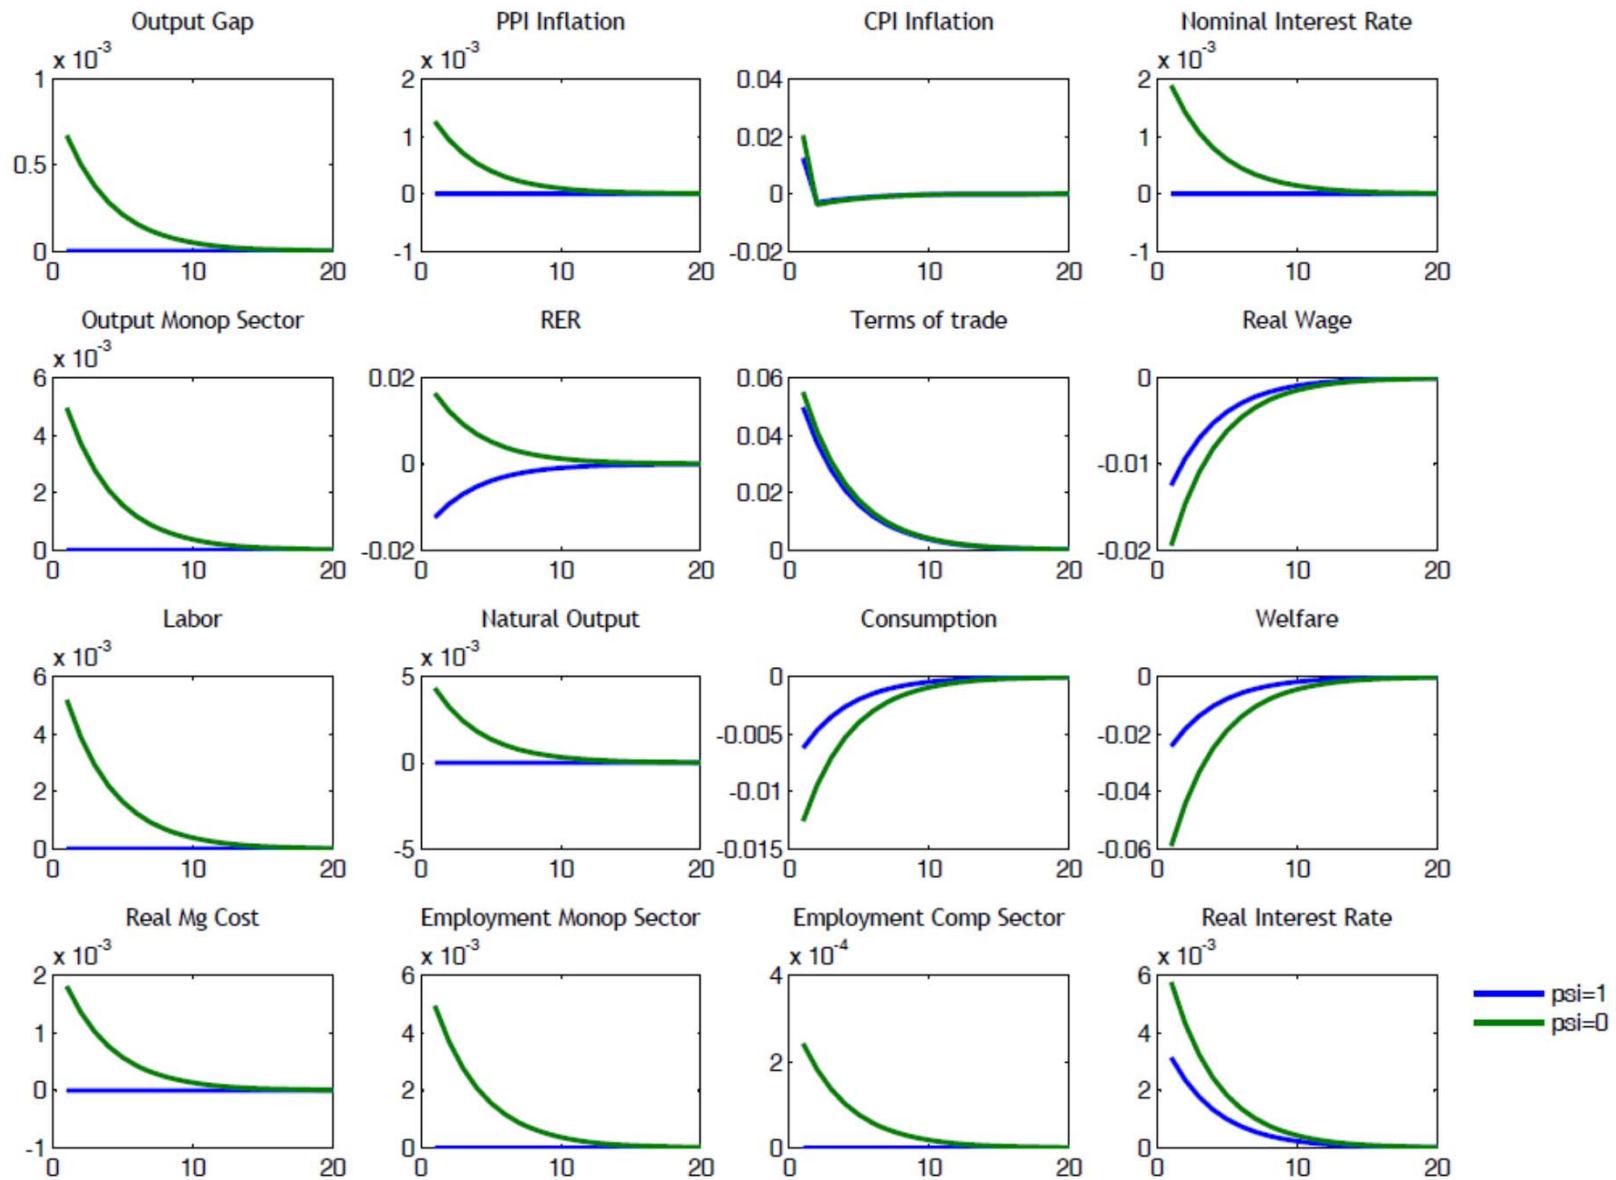 Output Gap PPI Inflation CPI Inflation Nominal Interest Rate
x 10^-3 x 10^-3 x 10^-3
1 2 0.04 2
0.5 1 0.02 1
0 0 0
0 -1 -0.02 -1
0 10 20 0 10 20 0 10 20 0 10 20
Output Monop Sector RER Terms of trade Real Wage
x 10^-3
6 0.02 0.06 0
4 0.04
0 -0.01
2 0.02
0 -0.02 0 -0.02
0 10 20 0 10 20 0 10 20 0 10 20
Labor Natural Output Consumption Welfare
x 10^-3 x 10^-3
6 5 0 0
4 -0.005 -0.02
0
2 -0.01 -0.04
0 -5 -0.015 -0.06
0 10 20 0 10 20 0 10 20 0 10 20
Real Mg Cost Employment Monop Sector Employment Comp Sector Real Interest Rate
x 10^-3 x 10^-3 x 10^-4 x 10^-3
2 6 4 6
psi=1
psi=0
1 4 4
2
0 2 2
-1 0 0 0
0 10 20 0 10 20 0 10 20 0 10 20